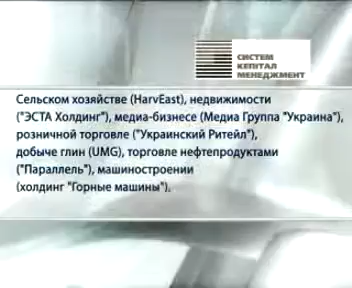 СИСТЕМ
КЕПІТАЛ
МЕНЕДЖМЕНТ
Сельском хозяйстве (HarvEast), недвижимости
("ЭСТА Холдинг"), медиа-бизнесе (Медиа Группа "Украина"),
розничной торговле ("Украинский Ритейл"),
добыче глин (UMG), торговле нефтепродуктами
("Параллель"), машиностроении
(холдинг "Горные машины"),